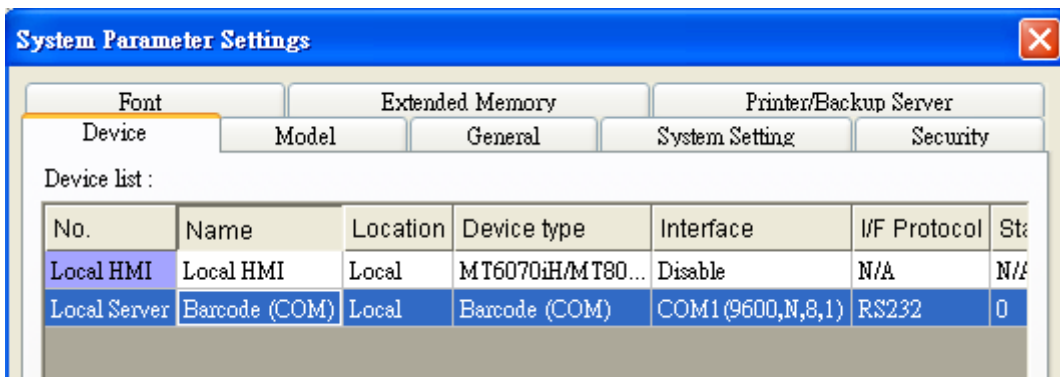 System Parameter Settings
Font Extended Memory Printer/Backup Server
Device Model General System Setting Security
Device list :
No. Name Location Device type Interface I/F Protocol
Local HMI Local HMI Local MT6070iH/MT80... Disable N/A
Local Server Barcode (COM) Local Barcode (COM) COM1(9600,N,8,1) RS232 0